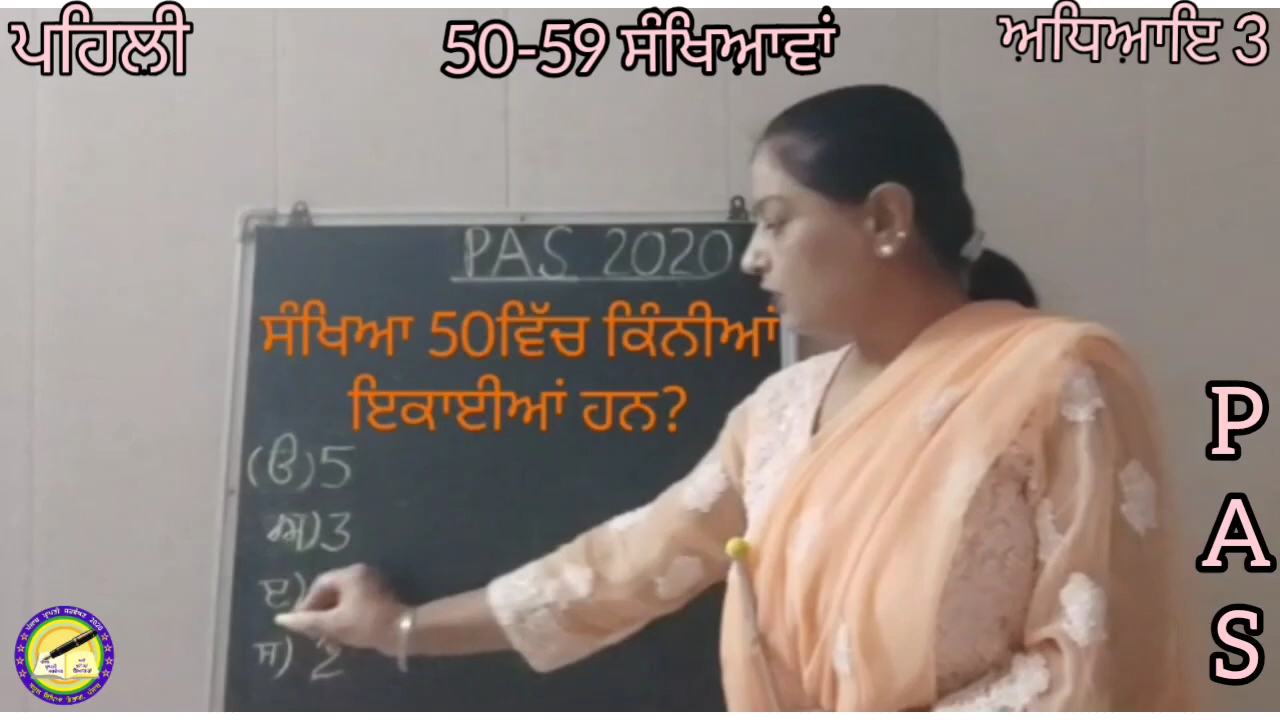 ਪਹਿਲੀ
50-59 ਸੰਖਿਆਵਾਂ
ਅਧਿਆਇ 3
PAS 2020
ਸੰਖਿਆ 50ਵਿੱਚ ਕਿੰਨੀਆਂ
ਇਕਾਈਆਂ ਹਨ?
(ੳ)5
ਅ)3
ੲ)
ਸ) 2
P
A
S